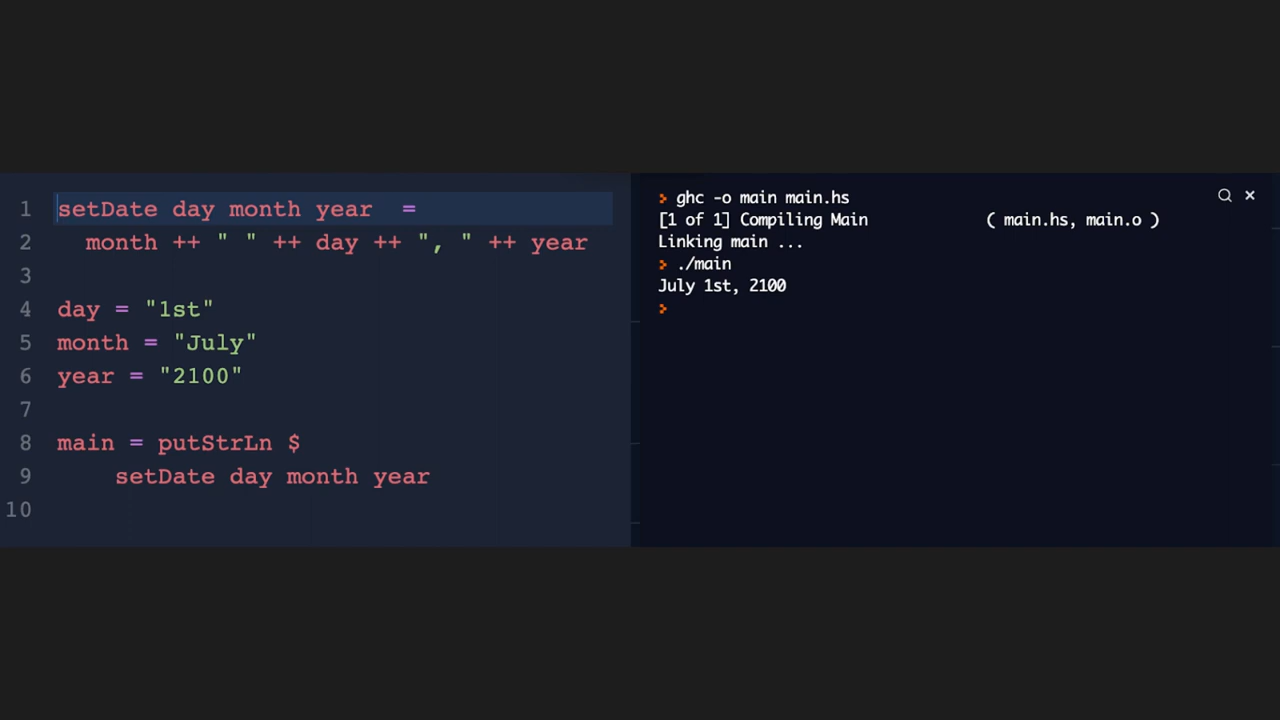 1 setDate day month year  =
2   month ++ " " ++ day ++ ", " ++ year
3
4 day = "1st"
5 month = "July"
6 year = "2100"
7
8 main = putStrLn $
9     setDate day month year
10
> ghc -o main main.hs
[1 of 1] Compiling Main             ( main.hs, main.o )
Linking main ...
> ./main
July 1st, 2100
>